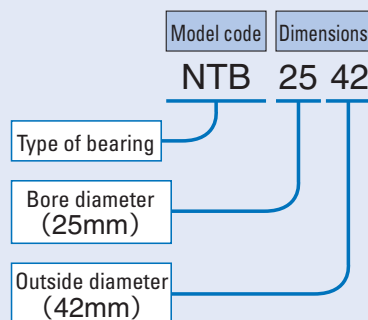 Model code Dimensions
NTB 25 42
Type of bearing
Bore diameter
(25mm)
Outside diameter
(42mm)